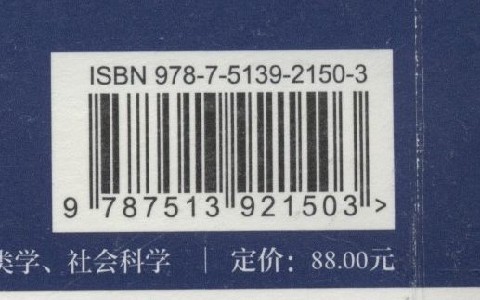 ISBN 978-7-5139-2150-3
9 787513 921503 >
类学、社会科学 | 定价：88.00元